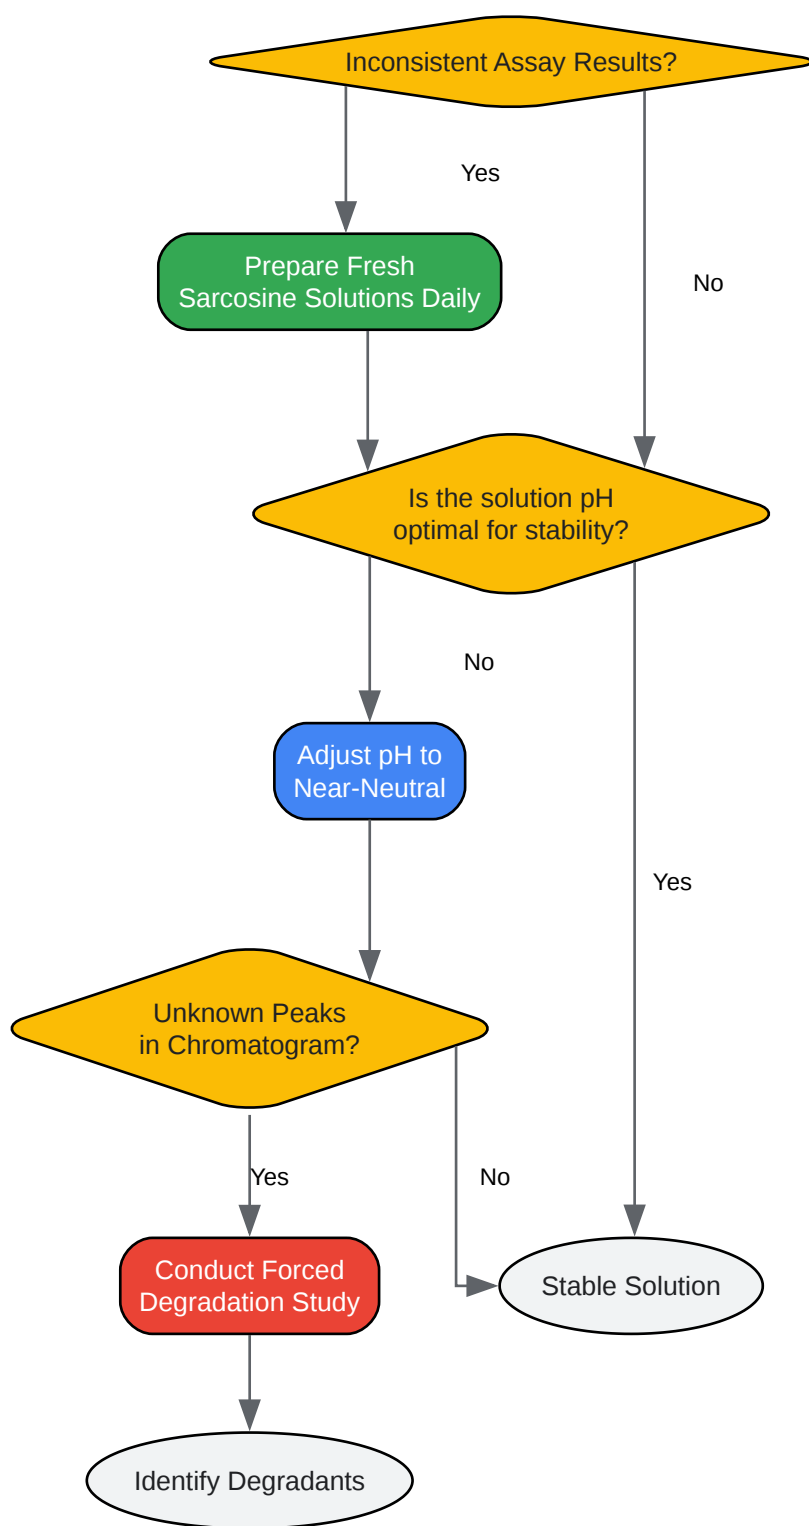 Inconsistent Assay Results?
Yes
Prepare Fresh
Sarcosine Solutions Daily
No
Is the solution pH
optimal for stability?
No
Adjust pH to
Near-Neutral
Yes
Unknown Peaks
in Chromatogram?
Yes
No
Conduct Forced
Degradation Study
Stable Solution
Identify Degradants